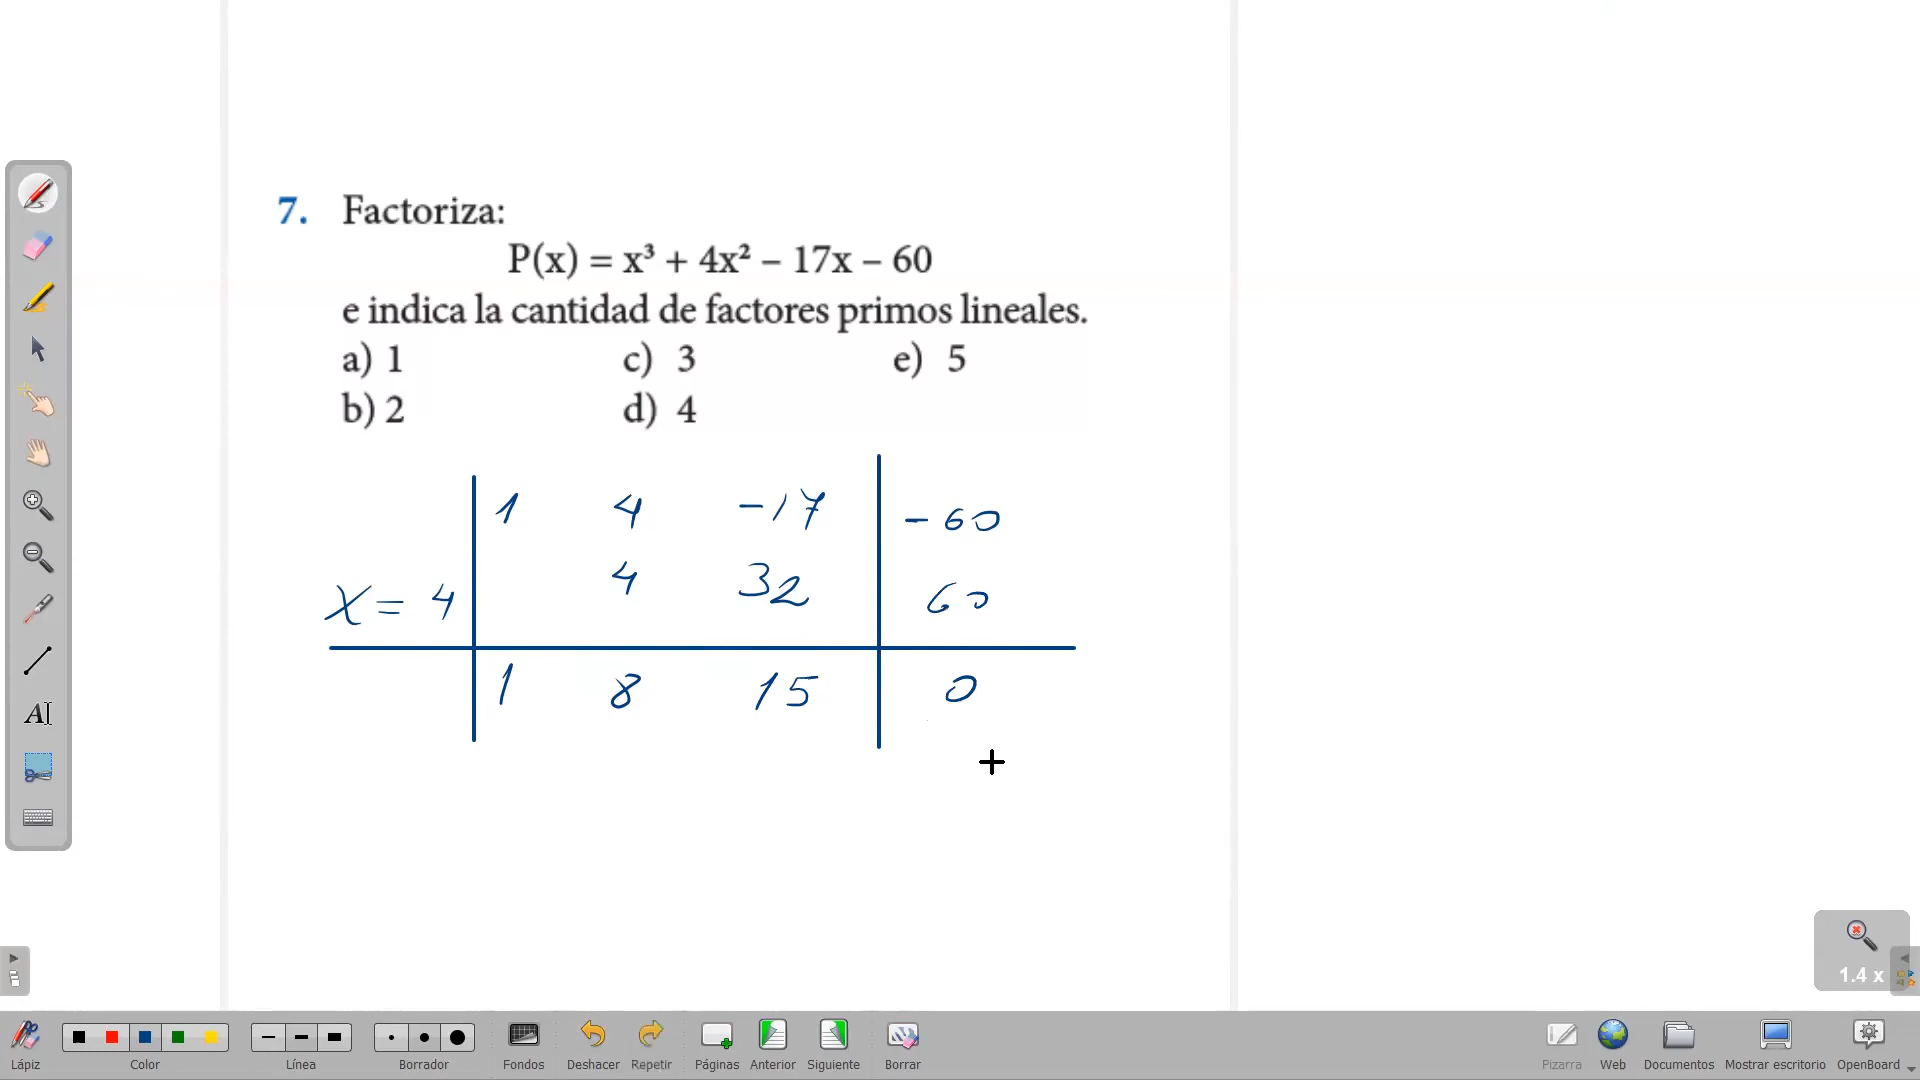 7. Factoriza:
P(x) = x³ + 4x² – 17x – 60
e indica la cantidad de factores primos lineales.
a) 1 c) 3 e) 5
b) 2 d) 4
1 4 -17 -60
4 32 60
x = 4
1 8 15 0
1.4 x
Lápiz Color Línea Borrador Fondos Deshacer Repetir Páginas Anterior Siguiente Borrar Pizarra Web Documentos Mostrar escritorio OpenBoard